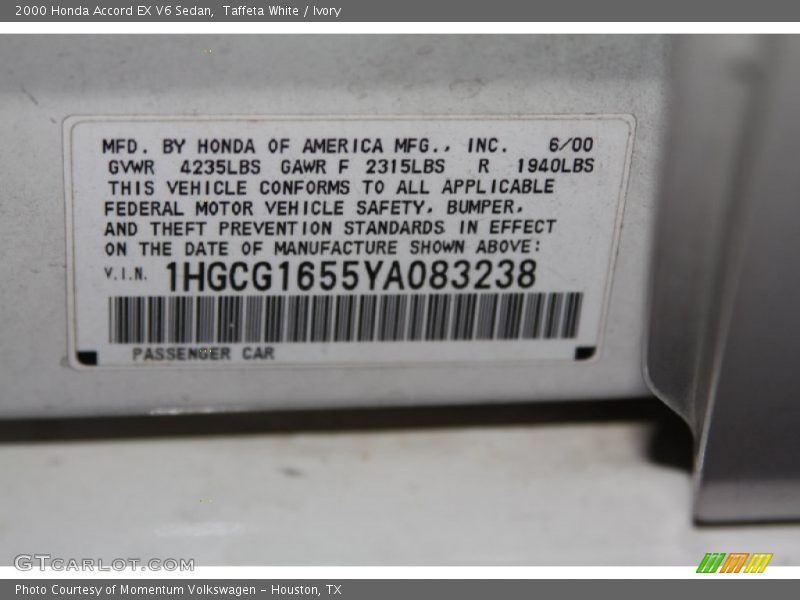 2000 Honda Accord EX V6 Sedan,  Taffeta White / Ivory
MFD. BY HONDA OF AMERICA MFG., INC. 6/00
GVWR 4235LBS GAWR F 2315LBS R 1940LBS
THIS VEHICLE CONFORMS TO ALL APPLICABLE
FEDERAL MOTOR VEHICLE SAFETY, BUMPER,
AND THEFT PREVENTION STANDARDS IN EFFECT
ON THE DATE OF MANUFACTURE SHOWN ABOVE:
V.I.N. 1HGCG1655YA083238
PASSENGER CAR
GTCARLOT.COM
Photo Courtesy of Momentum Volkswagen - Houston, TX